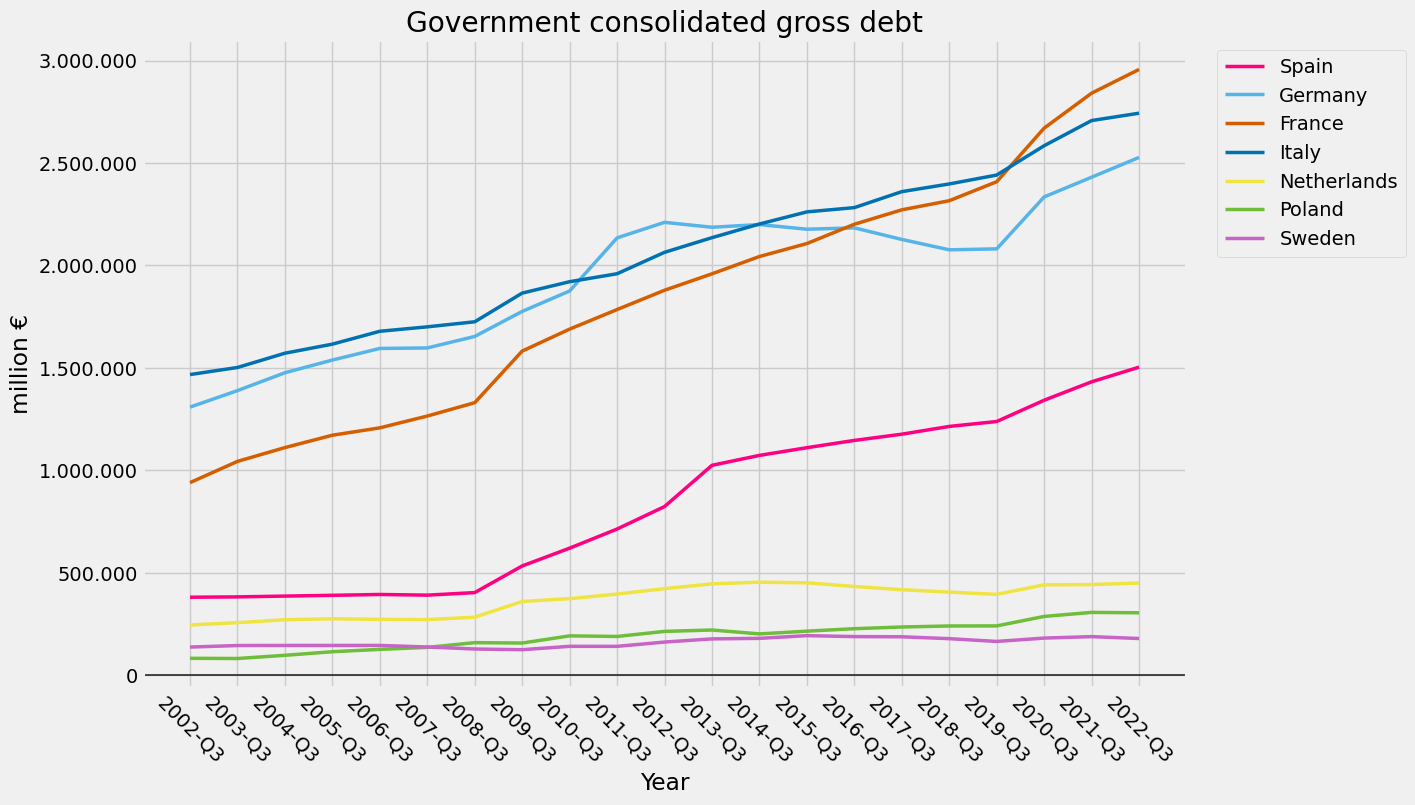 Government consolidated gross debt
3.000.000
2.500.000
2.000.000
1.500.000
1.000.000
500.000
0
million €
2002-Q3
2003-Q3
2004-Q3
2005-Q3
2006-Q3
2007-Q3
2008-Q3
2009-Q3
2010-Q3
2011-Q3
2012-Q3
2013-Q3
2014-Q3
2015-Q3
2016-Q3
2017-Q3
2018-Q3
2019-Q3
2020-Q3
2021-Q3
2022-Q3
Year
Spain
Germany
France
Italy
Netherlands
Poland
Sweden